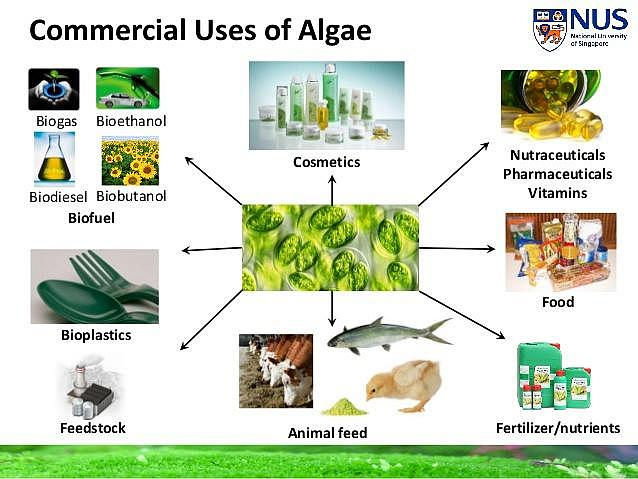 Commercial Uses of Algae
NUS
National University
of Singapore
Biogas
Bioethanol
Biodiesel
Biobutanol
Biofuel
Cosmetics
Nutraceuticals
Pharmaceuticals
Vitamins
Bioplastics
Food
Feedstock
Animal feed
Fertilizer/nutrients